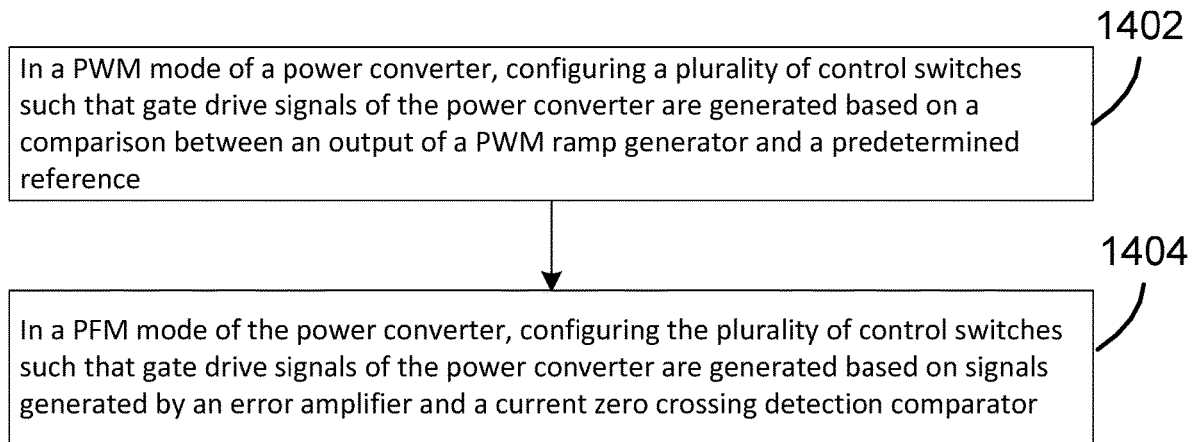 1402
In a PWM mode of a power converter, configuring a plurality of control switches
such that gate drive signals of the power converter are generated based on a
comparison between an output of a PWM ramp generator and a predetermined
reference
1404
In a PFM mode of the power converter, configuring the plurality of control switches
such that gate drive signals of the power converter are generated based on signals
generated by an error amplifier and a current zero crossing detection comparator